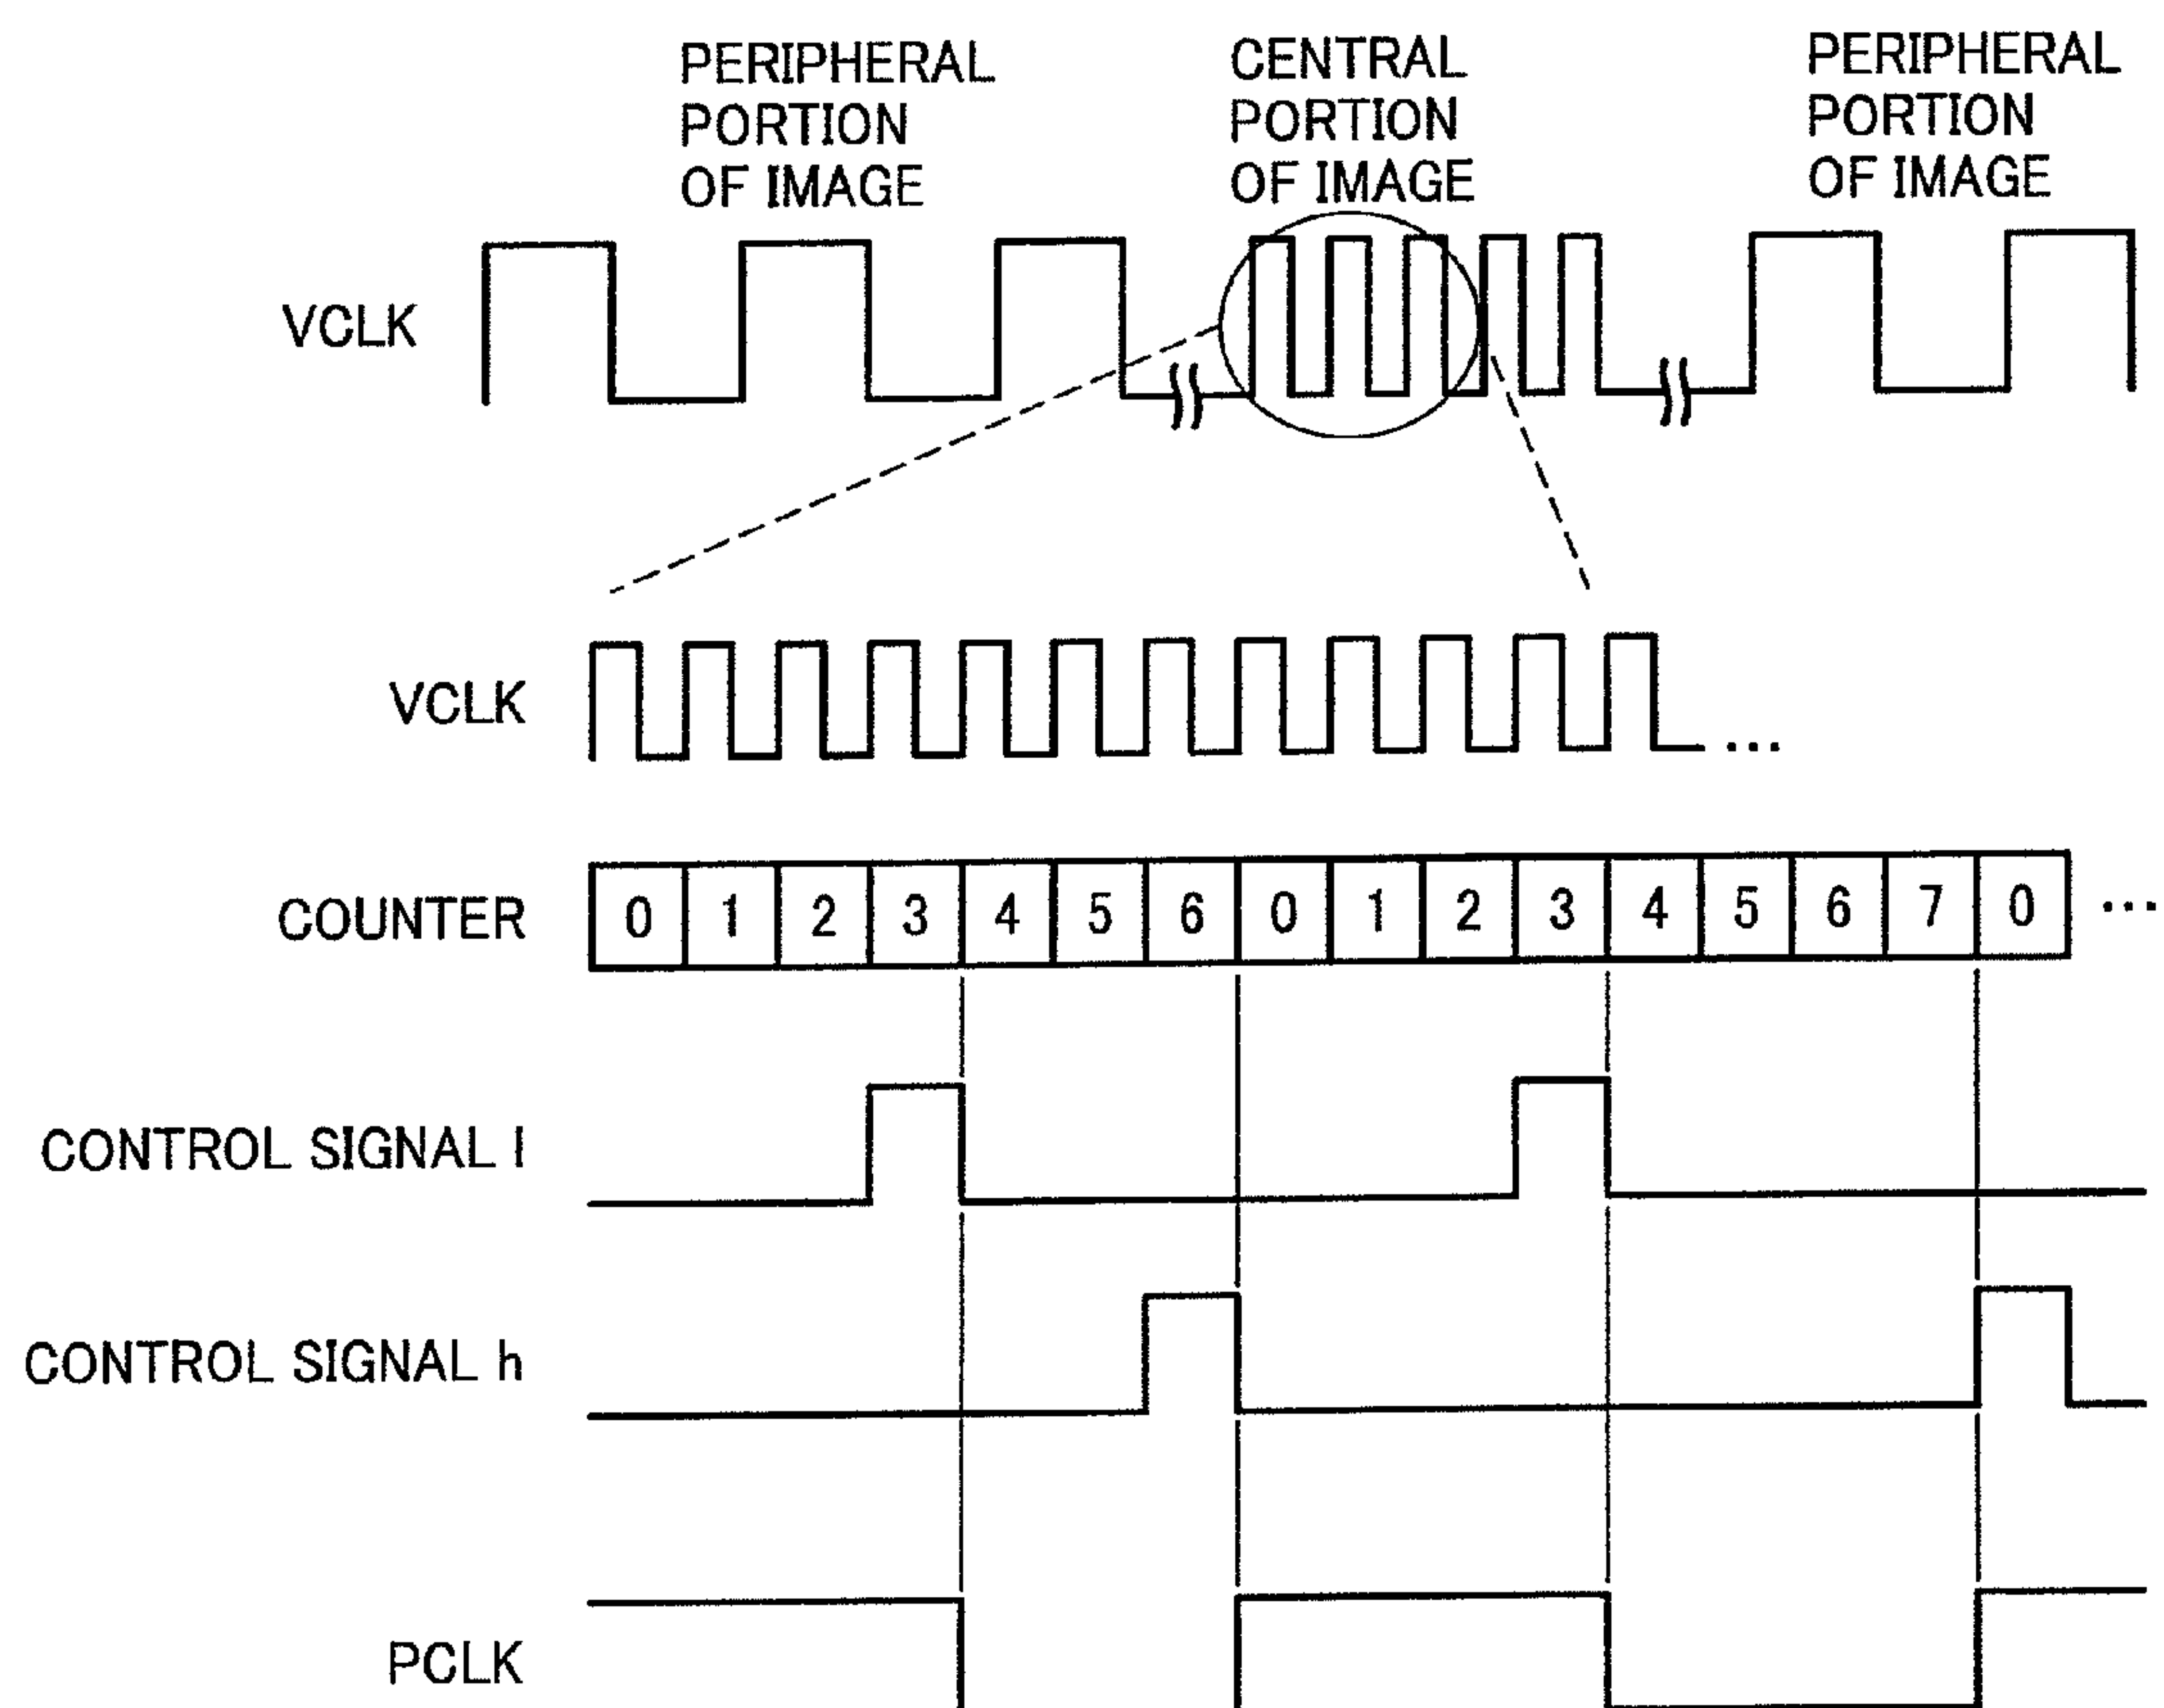 PERIPHERAL
PORTION
OF IMAGE
CENTRAL
PORTION
OF IMAGE
PERIPHERAL
PORTION
OF IMAGE
VCLK
VCLK ...
COUNTER 0 1 2 3 4 5 6 0 1 2 3 4 5 6 7 0 ...
CONTROL SIGNAL l
CONTROL SIGNAL h
PCLK